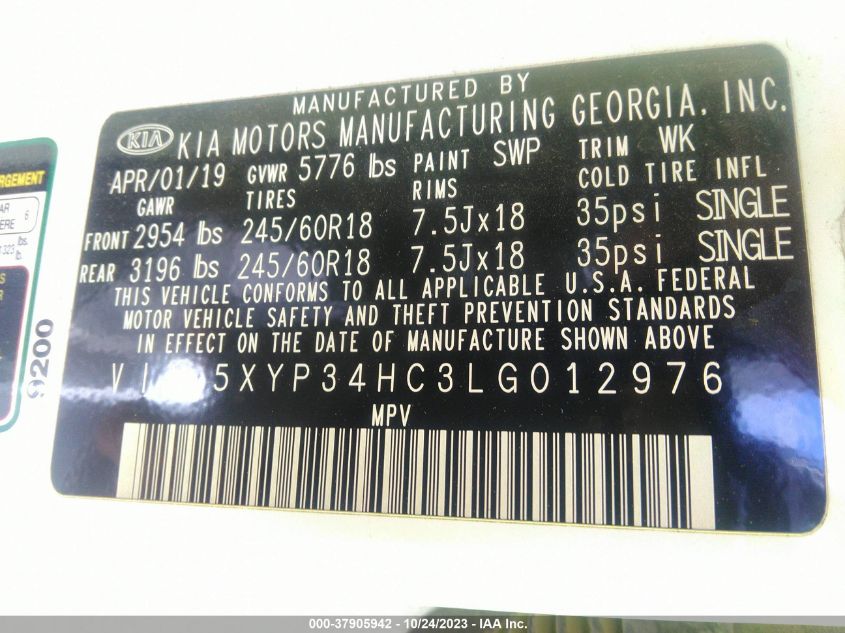 MANUFACTURED BY
KIA KIA MOTORS MANUFACTURING GEORGIA, INC.
APR/01/19 GVWR 5776 lbs PAINT SWP TRIM WK
GAWR TIRES RIMS COLD TIRE INFL
FRONT 2954 lbs 245/60R18 7.5Jx18 35psi SINGLE
REAR 3196 lbs 245/60R18 7.5Jx18 35psi SINGLE
THIS VEHICLE CONFORMS TO ALL APPLICABLE U.S.A. FEDERAL
MOTOR VEHICLE SAFETY AND THEFT PREVENTION STANDARDS
IN EFFECT ON THE DATE OF MANUFACTURE SHOWN ABOVE
5XYP34HC3LG012976
MPV
9200
000-37905942 - 10/24/2023 - IAA Inc.